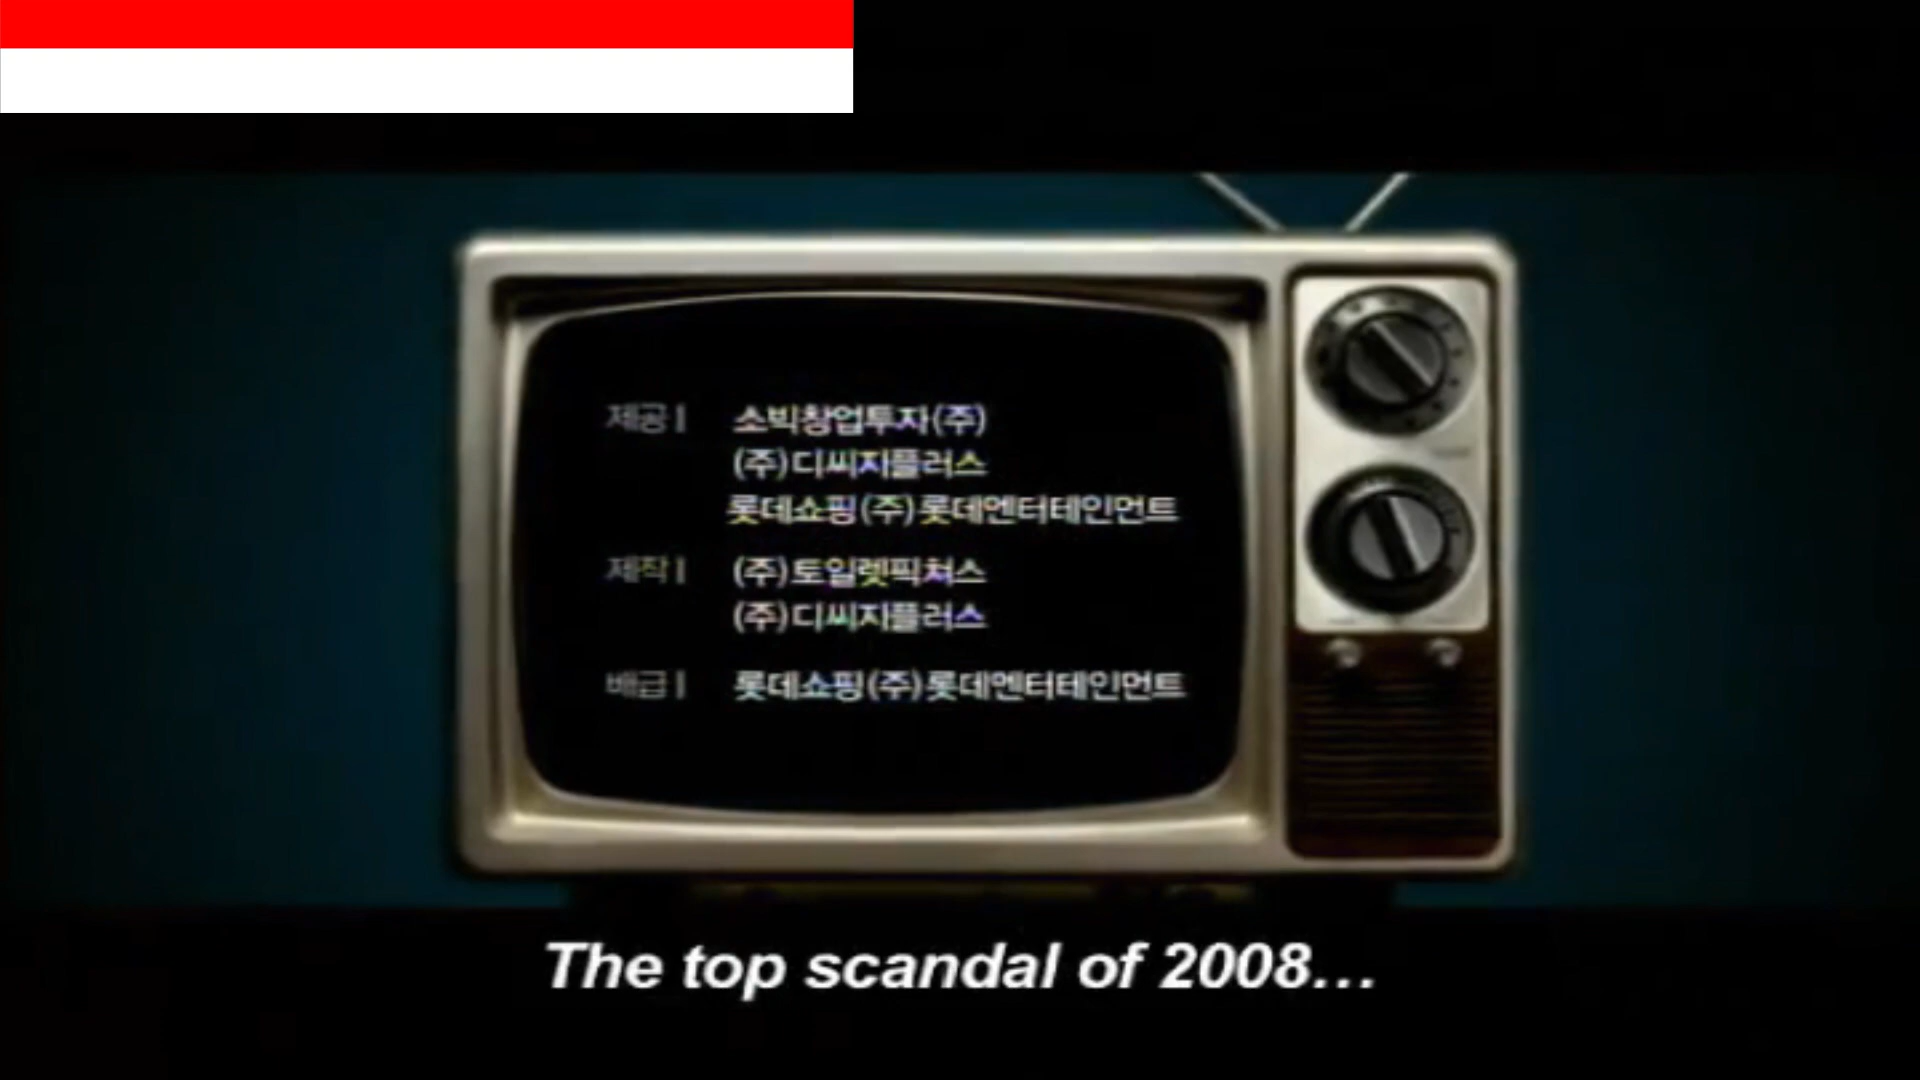 제공 |
소빅창업투자(주)
(주)디씨지플러스
롯데쇼핑(주)롯데엔터테인먼트
제작 |
(주)토일렛픽쳐스
(주)디씨지플러스
배급 |
롯데쇼핑(주)롯데엔터테인먼트
The top scandal of 2008...